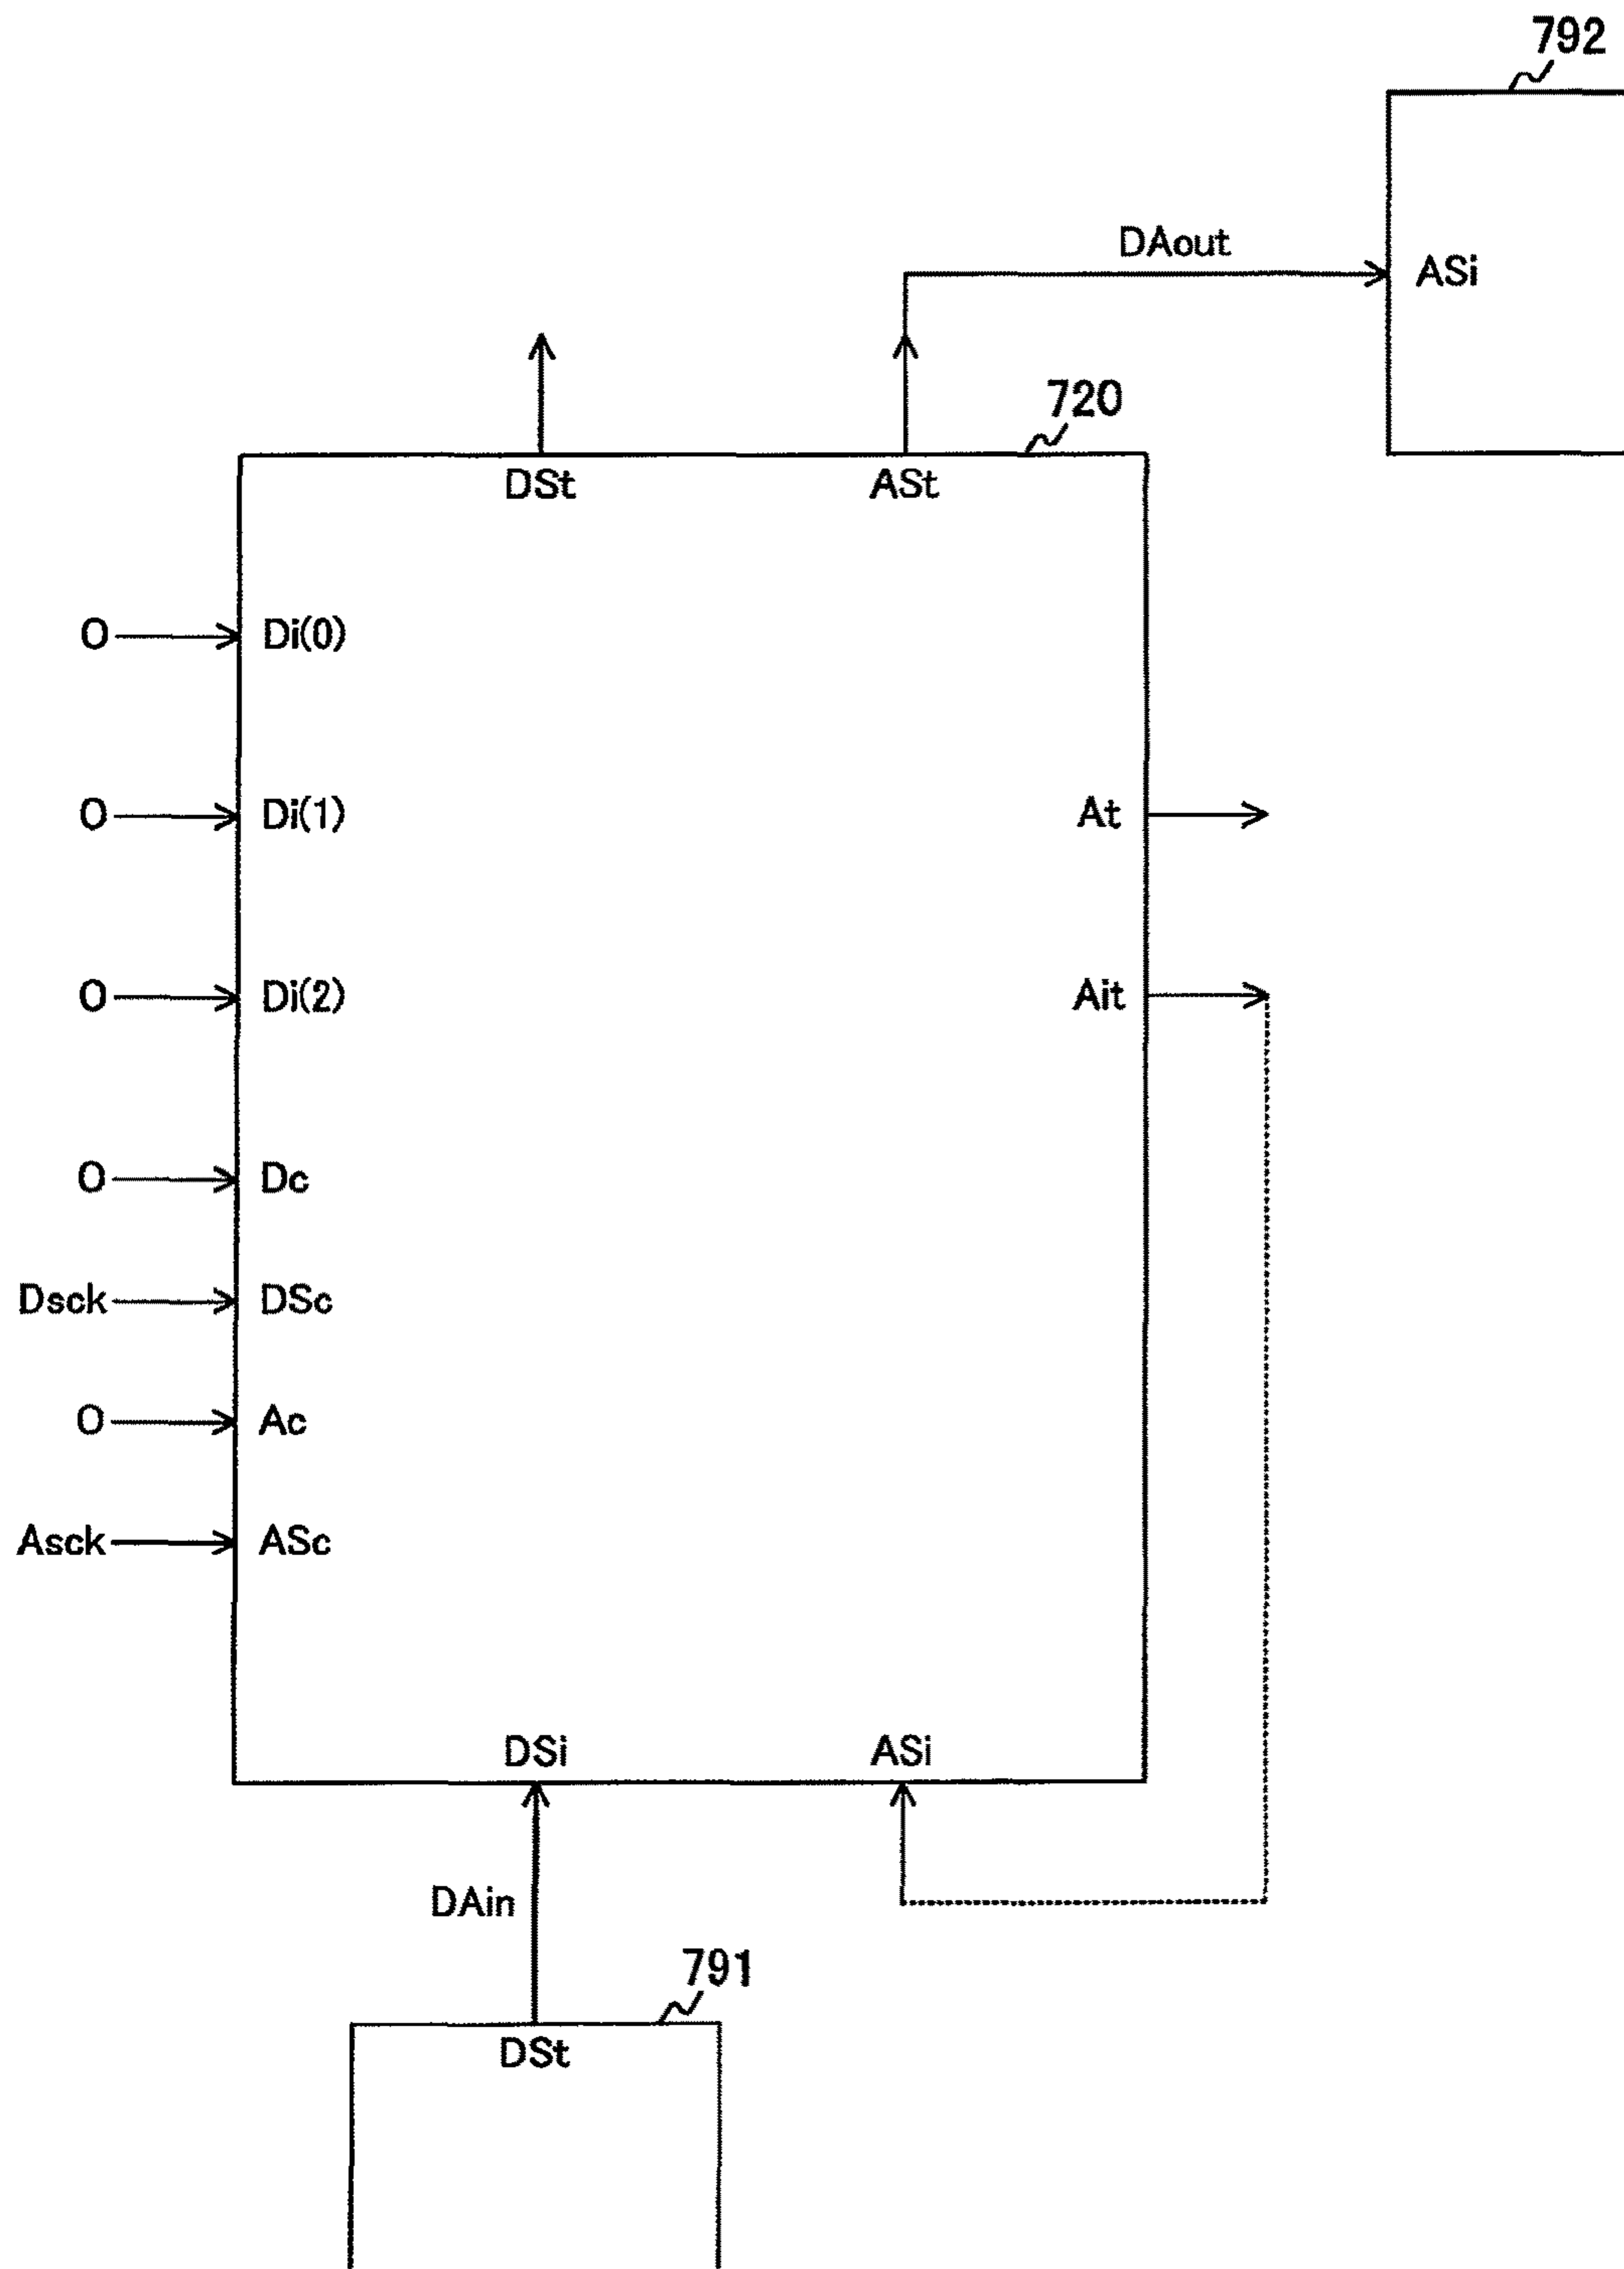 792
DAout
ASi
720
DSt
ASt
0
Di(0)
0
Di(1)
At
0
Di(2)
Ait
0
Dc
Dsck
DSc
0
Ac
Asck
ASc
DSi
ASi
DAin
791
DSt